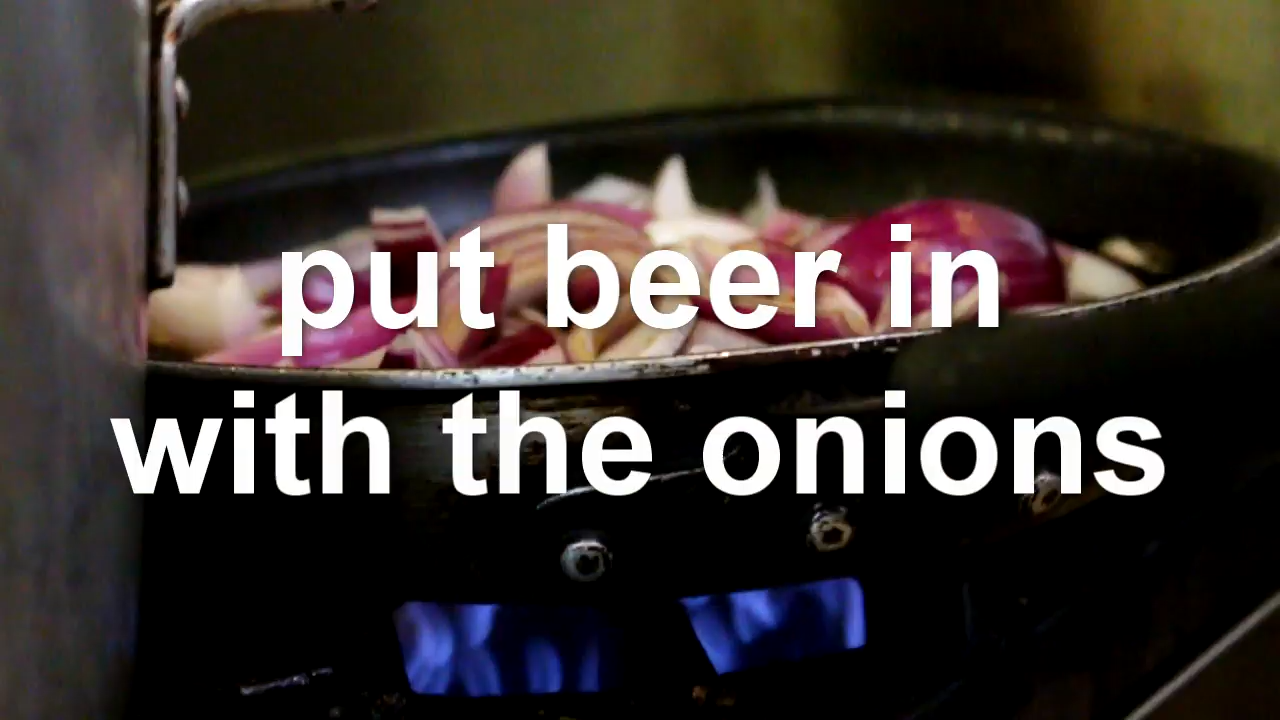 put beer in
with the onions